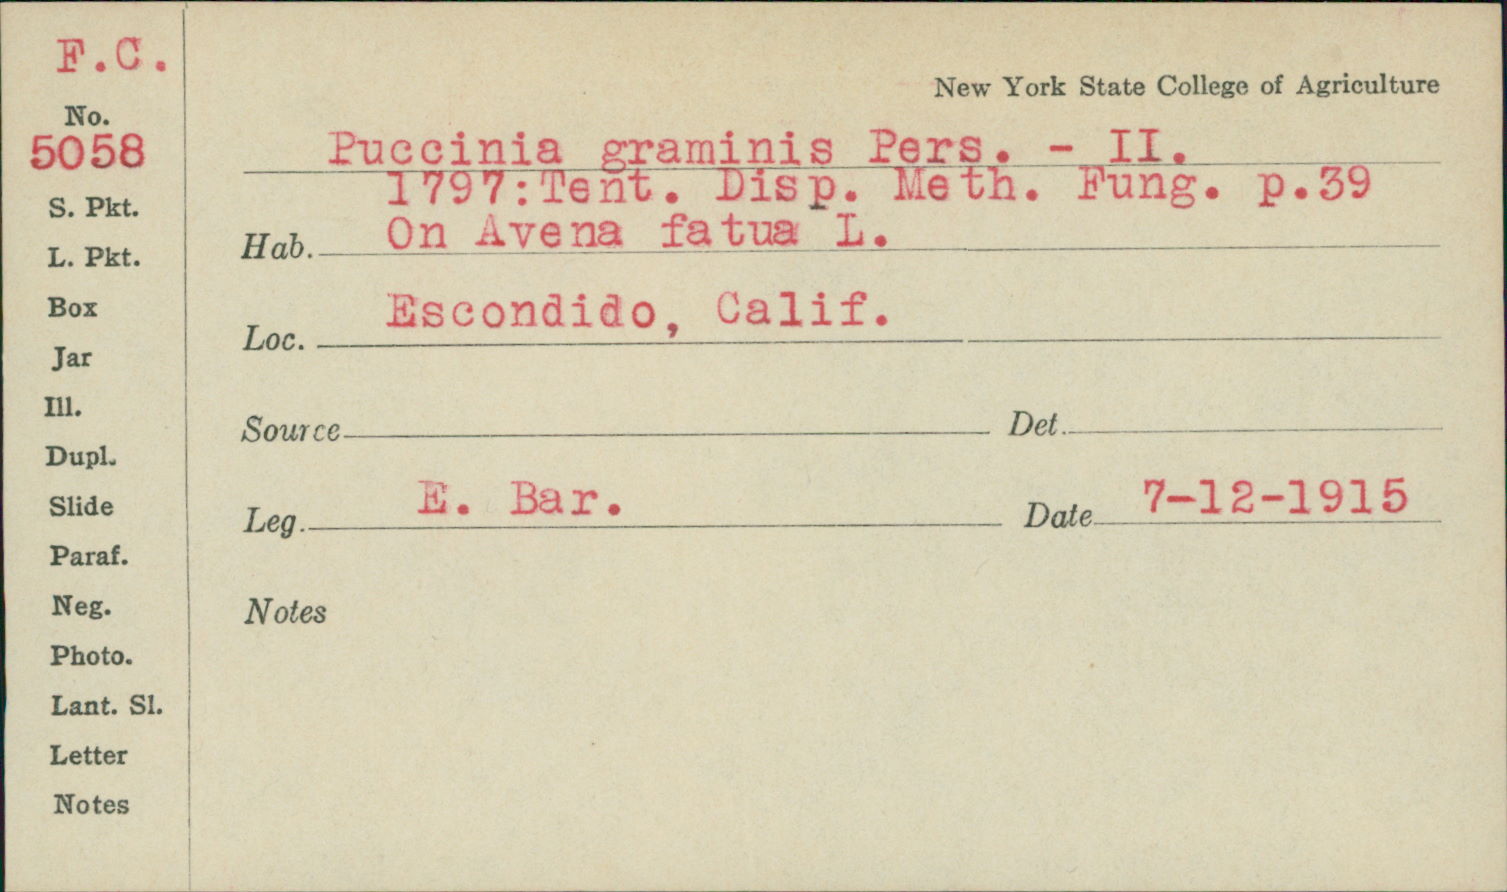 F.C.
No.
5058
S. Pkt.
L. Pkt.
Box
Jar
Ill.
Dupl.
Slide
Paraf.
Neg.
Photo.
Lant. Sl.
Letter
Notes
New York State College of Agriculture
Puccinia graminis Pers. - II.
1797:Tent. Disp. Meth. Fung. p.39
Hab. On Avena fatua L.
Loc. Escondido, Calif.
Source Det.
Leg. E. Bar. Date 7-12-1915
Notes